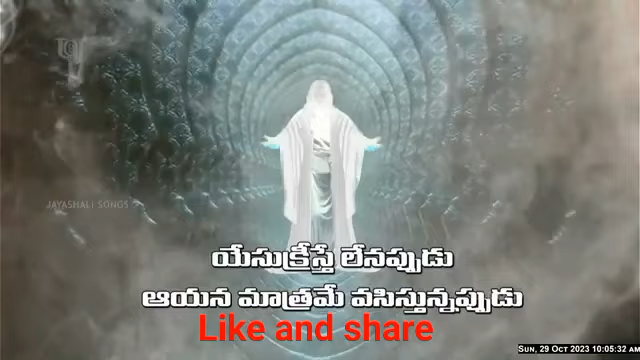 JAYASHALI SONGS
యేసుక్రీస్తే లేనప్పుడు
ఆయన మాత్రమే వసిస్తున్నప్పుడు
Like and share
Sun, 29 Oct 2023 10:05:32 am